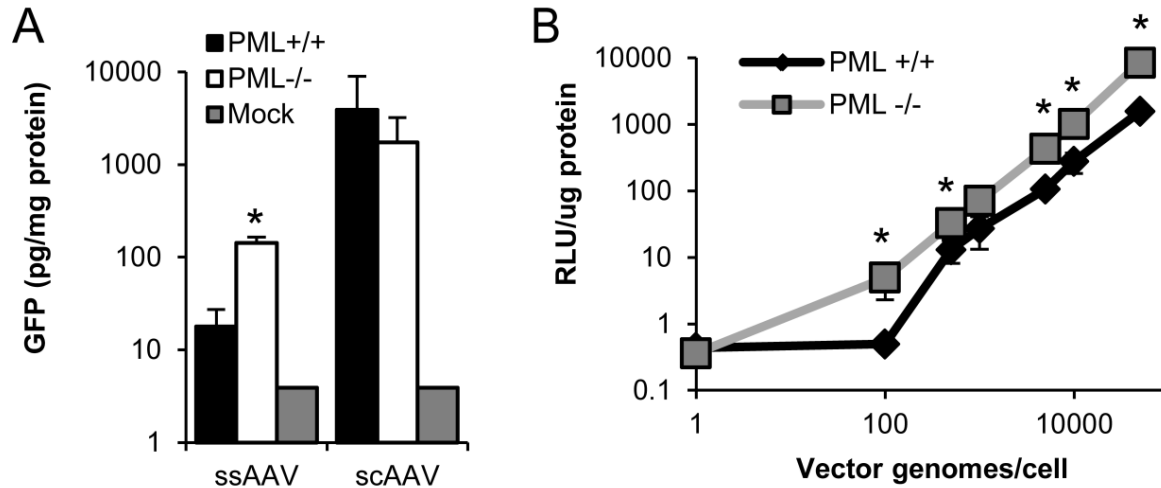 A
PML+/+
PML-/-
Mock
GFP (pg/mg protein)
10000
1000
100
10
1
*
ssAAV
scAAV
B
PML +/+
PML -/-
RLU/ug protein
10000
1000
100
10
1
0.1
*
*
*
*
*
1
100
10000
Vector genomes/cell